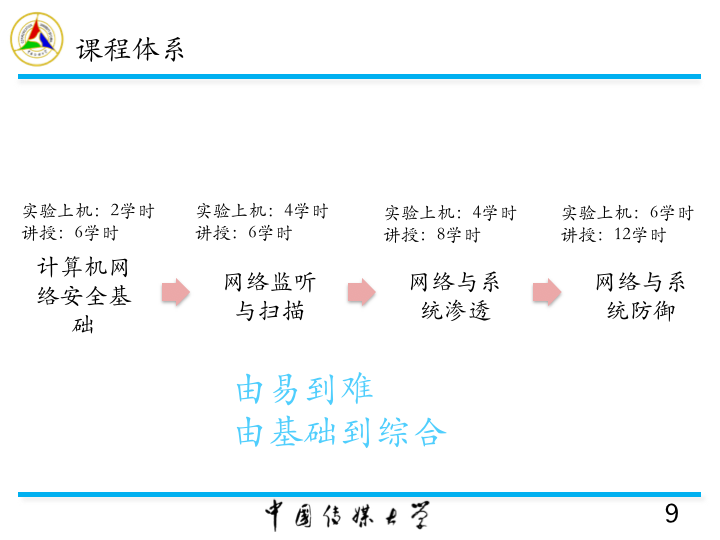 课程体系
实验上机：2学时
讲授：6学时
计算机网
络安全基
础
实验上机：4学时
讲授：6学时
网络监听
与扫描
实验上机：4学时
讲授：8学时
网络与系
统渗透
实验上机：6学时
讲授：12学时
网络与系
统防御
由易到难
由基础到综合
中国传媒大学
9